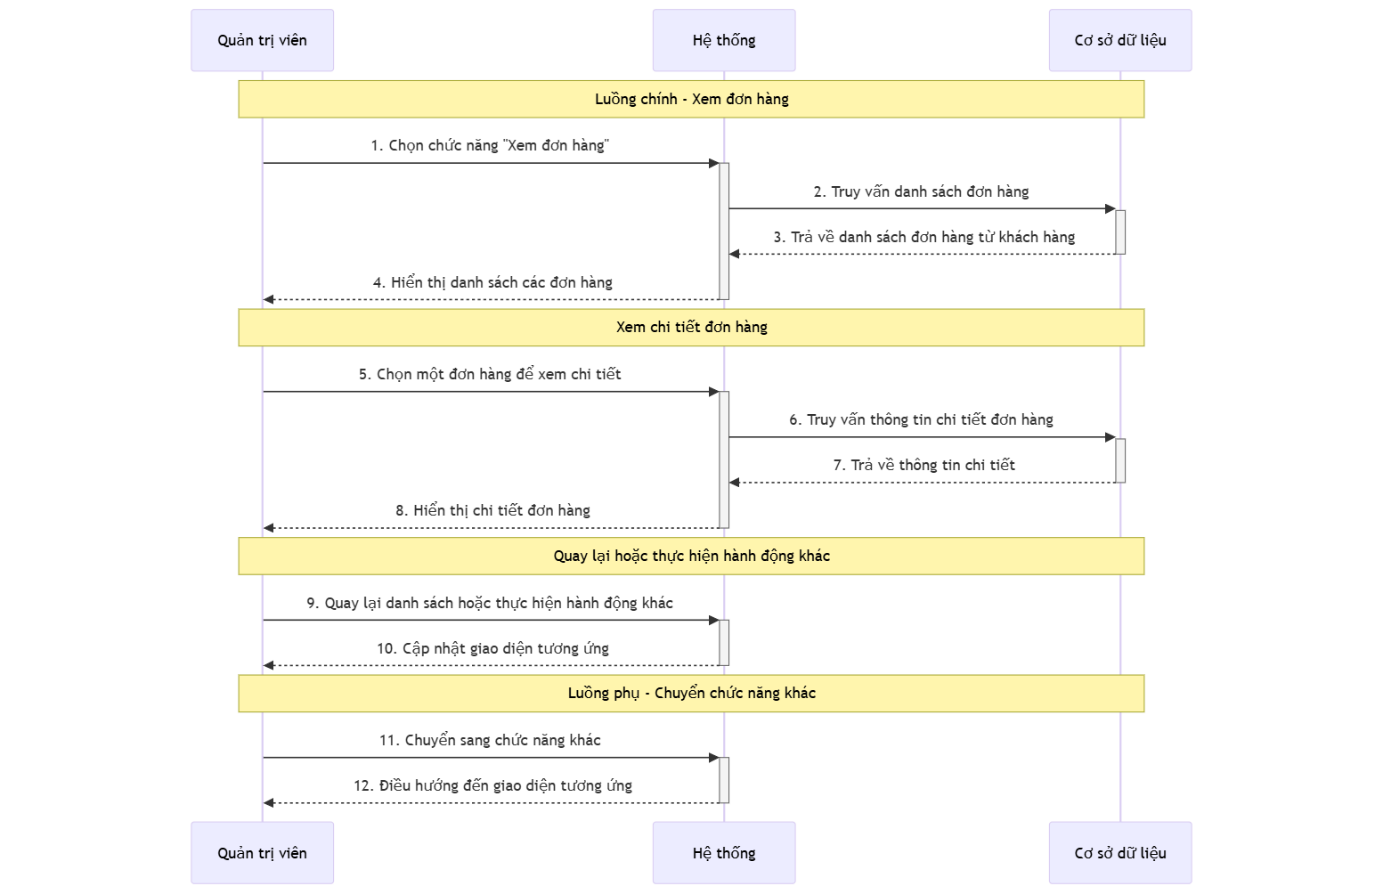 Quản trị viên
Hệ thống
Cơ sở dữ liệu
Luồng chính - Xem đơn hàng
1. Chọn chức năng "Xem đơn hàng"
2. Truy vấn danh sách đơn hàng
3. Trả về danh sách đơn hàng từ khách hàng
4. Hiển thị danh sách các đơn hàng
Xem chi tiết đơn hàng
5. Chọn một đơn hàng để xem chi tiết
6. Truy vấn thông tin chi tiết đơn hàng
7. Trả về thông tin chi tiết
8. Hiển thị chi tiết đơn hàng
Quay lại hoặc thực hiện hành động khác
9. Quay lại danh sách hoặc thực hiện hành động khác
10. Cập nhật giao diện tương ứng
Luồng phụ - Chuyển chức năng khác
11. Chuyển sang chức năng khác
12. Điều hướng đến giao diện tương ứng
Quản trị viên
Hệ thống
Cơ sở dữ liệu